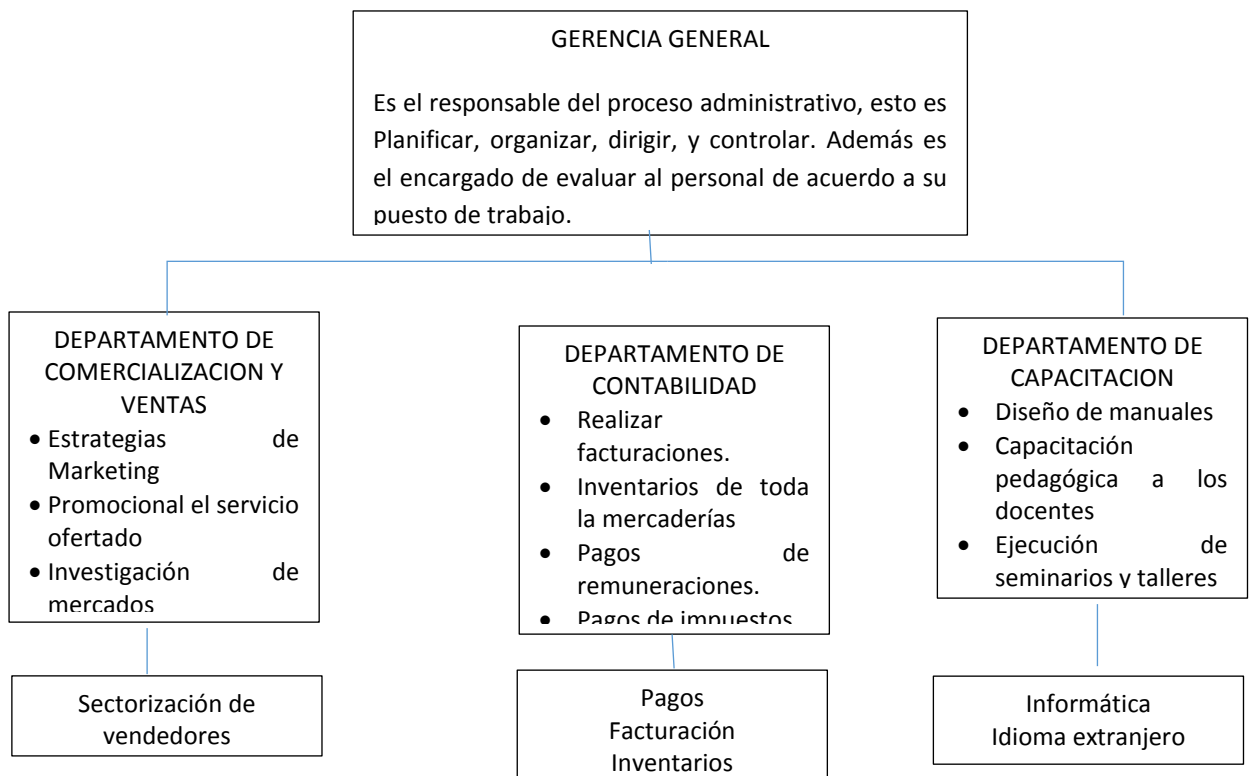 GERENCIA GENERAL
Es el responsable del proceso administrativo, esto es
Planificar, organizar, dirigir, y controlar. Además es
el encargado de evaluar al personal de acuerdo a su
puesto de trabajo.
DEPARTAMENTO DE
COMERCIALIZACION Y
VENTAS
• Estrategias de
Marketing
• Promocional el servicio
ofertado
• Investigación de
mercados
DEPARTAMENTO DE
CONTABILIDAD
• Realizar
facturaciones.
• Inventarios de toda
la mercaderías
• Pagos de
remuneraciones.
• Pagos de impuestos
DEPARTAMENTO DE
CAPACITACION
• Diseño de manuales
• Capacitación
pedagógica a los
docentes
• Ejecución de
seminarios y talleres
Sectorización de
vendedores
Pagos
Facturación
Inventarios
Informática
Idioma extranjero